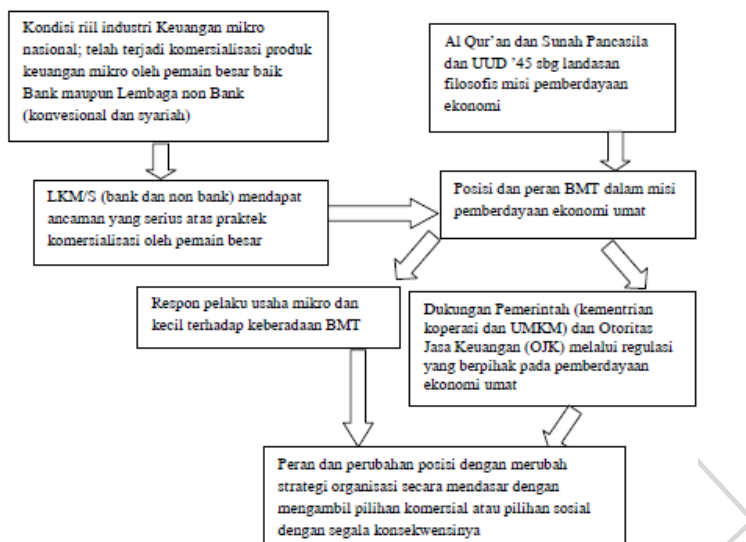 Kondisi riil industri Keuangan mikro
nasional; telah terjadi komersialisasi produk
keuangan mikro oleh pemain besar baik
Bank maupun Lembaga non Bank
(konvesional dan syariah)
Al Qur'an dan Sunah Pancasila
dan UUD '45 sbg landasan
filosofis misi pemberdayaan
ekonomi
LKM/S (bank dan non bank) mendapat
ancaman yang serius atas praktek
komersialisasi oleh pemain besar
Posisi dan peran BMT dalam misi
pemberdayaan ekonomi umat
Respon pelaku usaha mikro dan
kecil terhadap keberadaan BMT
Dukungan Pemerintah (kementrian
koperasi dan UMKM) dan Otoritas
Jasa Keuangan (OJK) melalui regulasi
yang berpihak pada pemberdayaan
ekonomi umat
Peran dan perubahan posisi dengan merubah
strategi organisasi secara mendasar dengan
mengambil pilihan komersial atau pilihan sosial
dengan segala konsekwensinya